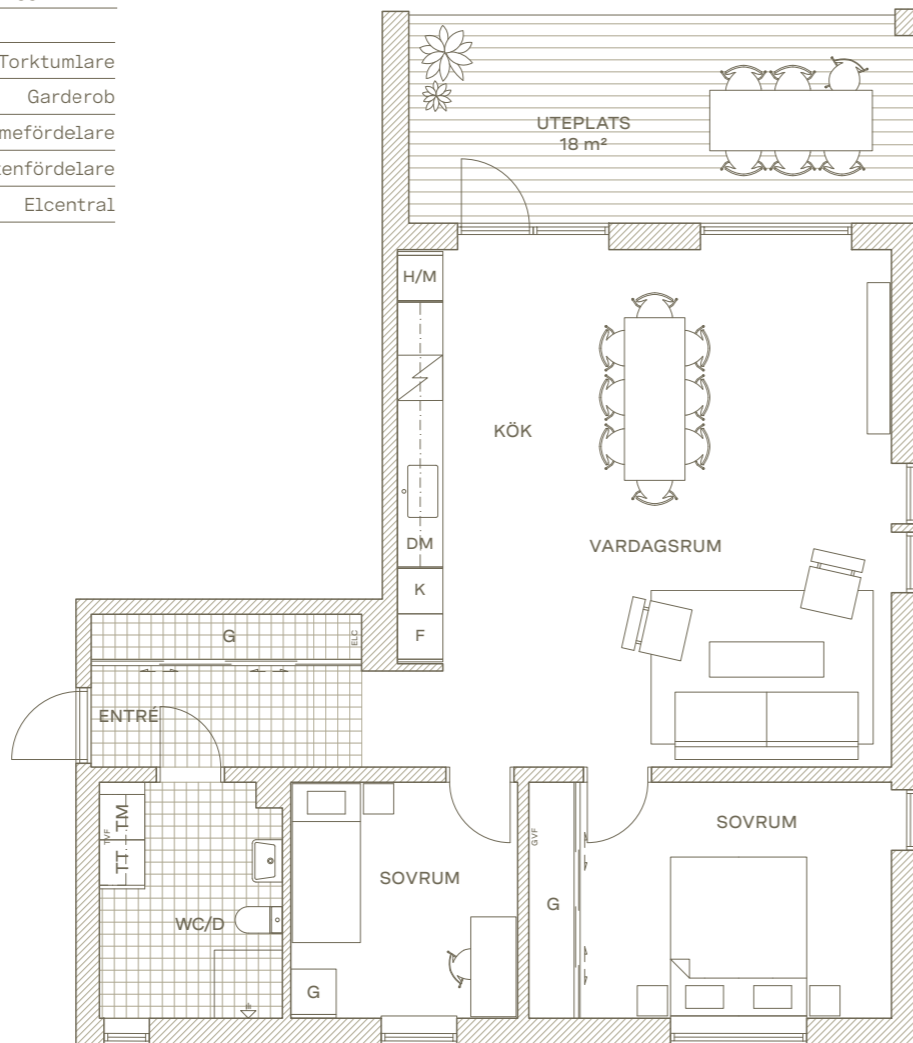 Torktumlare
Garderob
Elcentral
UTEPLATS
18 m²
H/M
KÖK
DM
VARDAGSRUM
K
F
G
ELC
ENTRÉ
TM
TVF
TT
WC/D
SOVRUM
G
GVF
G
SOVRUM